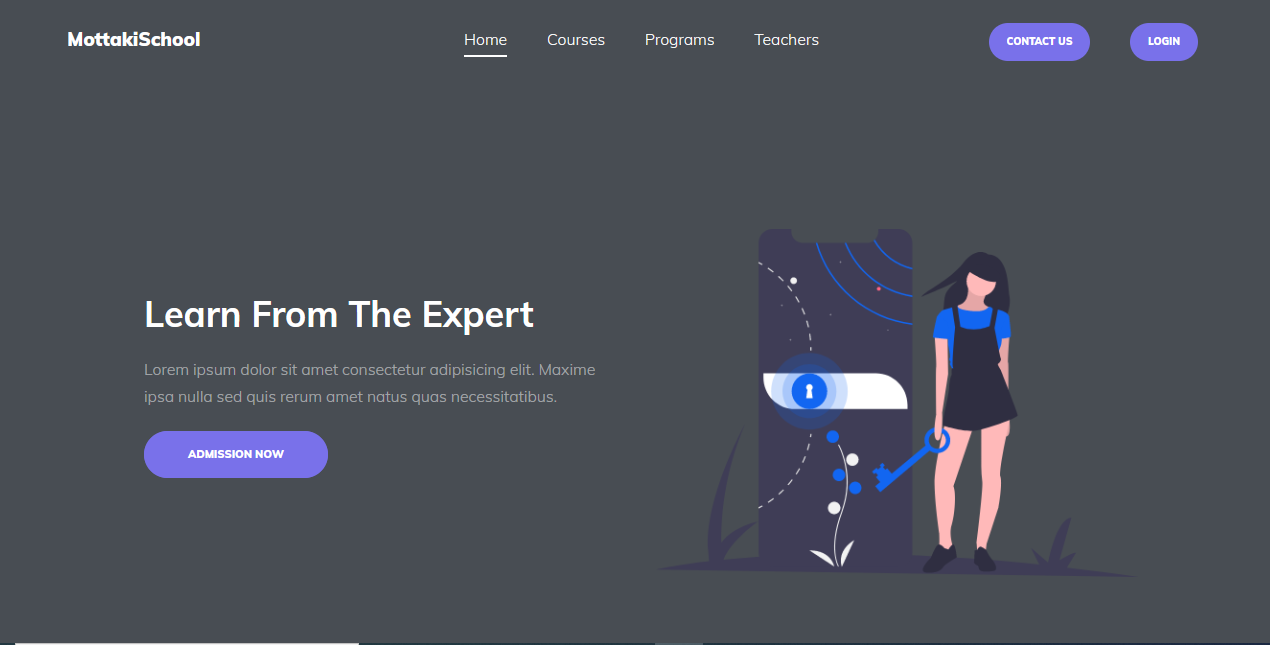 MottakiSchool
Home Courses Programs Teachers
CONTACT US
LOGIN
Learn From The Expert
Lorem ipsum dolor sit amet consectetur adipisicing elit. Maxime
ipsa nulla sed quis rerum amet natus quas necessitatibus.
ADMISSION NOW